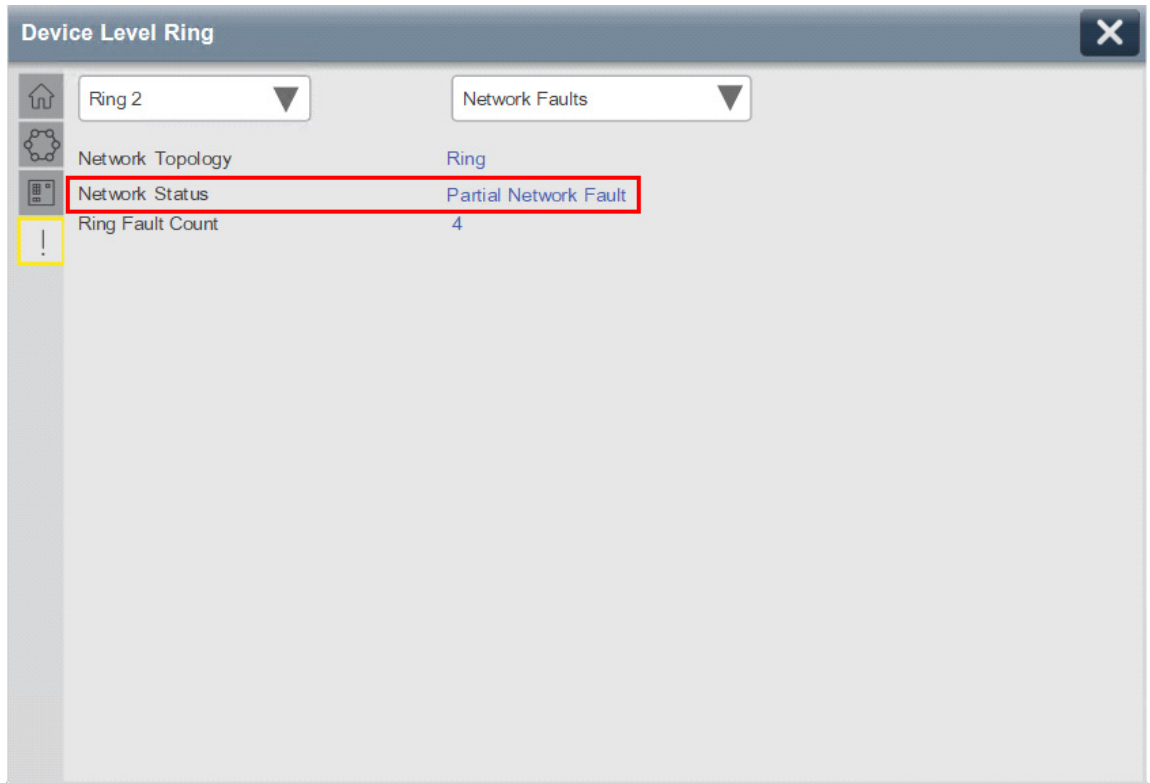 Device Level Ring
Ring 2 Network Faults
Network Topology Ring
Network Status Partial Network Fault
Ring Fault Count 4